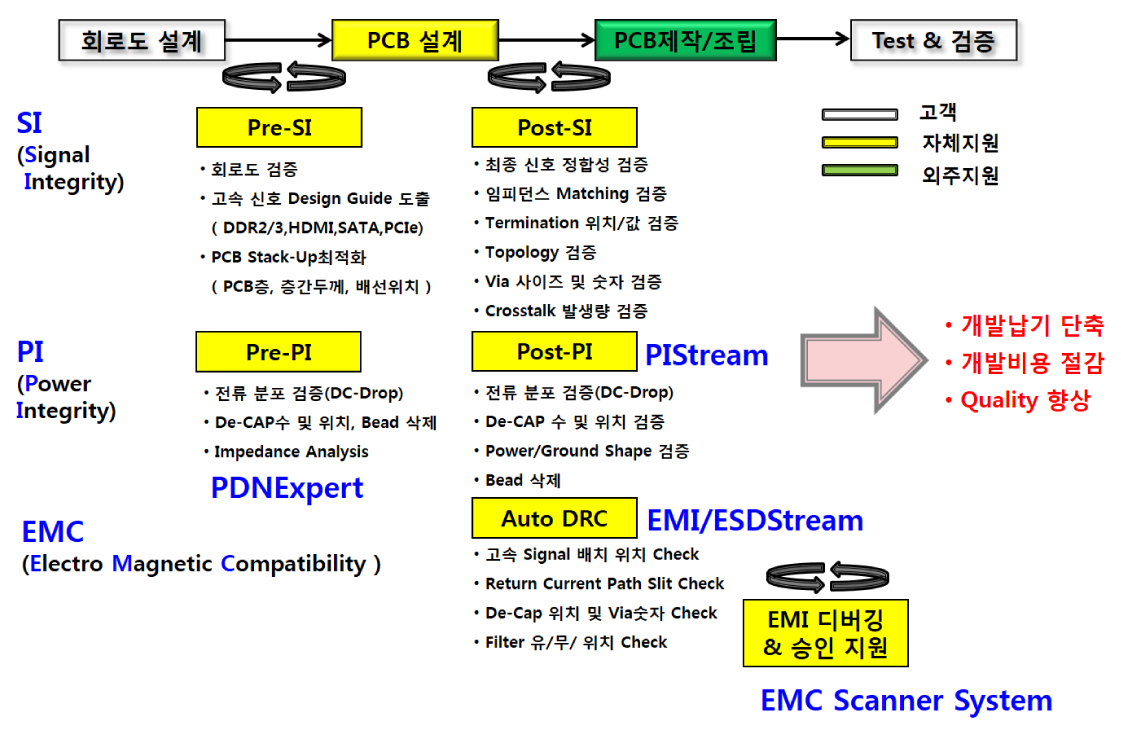 회로도 설계
PCB 설계
PCB제작/조립
Test & 검증
고객
자체지원
외주지원
SI
(Signal
Integrity)
Pre-SI
• 회로도 검증
• 고속 신호 Design Guide 도출
( DDR2/3,HDMI,SATA,PCIe)
• PCB Stack-Up최적화
( PCB층, 층간두께, 배선위치 )
Post-SI
• 최종 신호 정합성 검증
• 임피던스 Matching 검증
• Termination 위치/값 검증
• Topology 검증
• Via 사이즈 및 숫자 검증
• Crosstalk 발생량 검증
PI
(Power
Integrity)
Pre-PI
• 전류 분포 검증(DC-Drop)
• De-CAP수 및 위치, Bead 삭제
• Impedance Analysis
PDNExpert
Post-PI
PIStream
• 전류 분포 검증(DC-Drop)
• De-CAP 수 및 위치 검증
• Power/Ground Shape 검증
• Bead 삭제
• 개발납기 단축
• 개발비용 절감
• Quality 향상
EMC
(Electro Magnetic Compatibility )
Auto DRC
EMI/ESDStream
• 고속 Signal 배치 위치 Check
• Return Current Path Slit Check
• De-Cap 위치 및 Via숫자 Check
• Filter 유/무/ 위치 Check
EMI 디버깅
& 승인 지원
EMC Scanner System